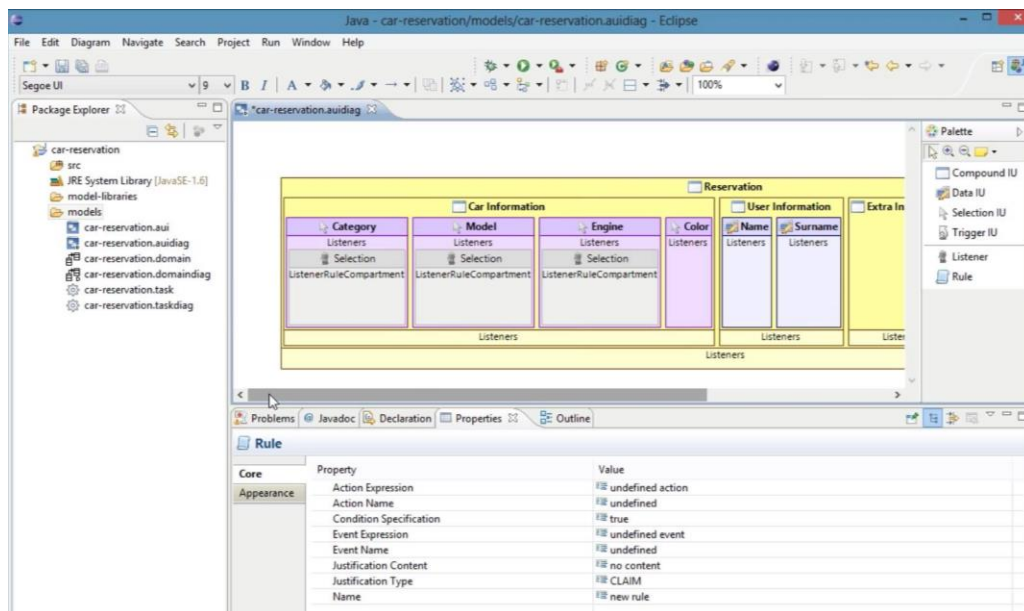 Java - car-reservation/models/car-reservation.auidiag - Eclipse
File Edit Diagram Navigate Search Project Run Window Help
Segoe UI 9 B I A 100%
Package Explorer
*car-reservation.auidiag
Palette
car-reservation
src
JRE System Library [JavaSE-1.6]
model-libraries
models
car-reservation.aui
car-reservation.auidiag
car-reservation.domain
car-reservation.domaindiag
car-reservation.task
car-reservation.taskdiag
Reservation
Car Information User Information Extra In
Category Model Engine Color Name Surname
Listeners Listeners Listeners Listeners Listeners Listeners
Selection Selection Selection
ListenerRuleCompartment ListenerRuleCompartment ListenerRuleCompartment
Listeners Listeners Listen
Listeners
Compound IU
Data IU
Selection IU
Trigger IU
Listener
Rule
Problems Javadoc Declaration Properties Outline
Rule
Core
Appearance
Property Value
Action Expression undefined action
Action Name undefined
Condition Specification true
Event Expression undefined event
Event Name undefined
Justification Content no content
Justification Type CLAIM
Name new rule